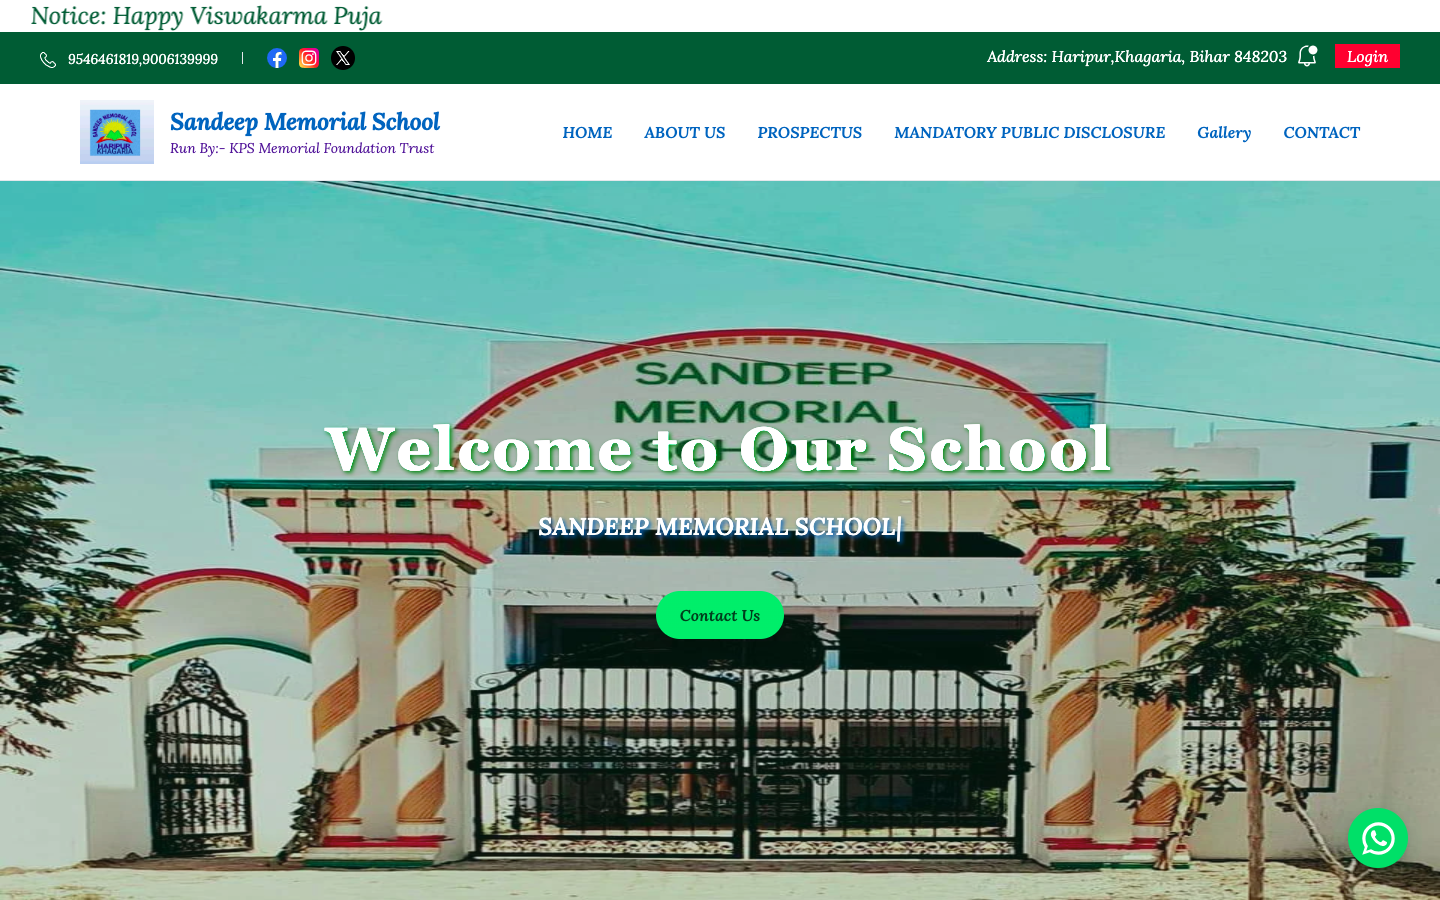 Notice: Happy Viswakarma Puja
9546461819,9006139999
Address: Haripur,Khagaria, Bihar 848203
Login
SANDEEP MEMORIAL SCHOOL
HARIPUR
KHAGARIA
Sandeep Memorial School
Run By:- KPS Memorial Foundation Trust
HOME
ABOUT US
PROSPECTUS
MANDATORY PUBLIC DISCLOSURE
Gallery
CONTACT
SANDEEP
MEMORIAL
SCHOOL
Welcome to Our School
SANDEEP MEMORIAL SCHOOL|
Contact Us